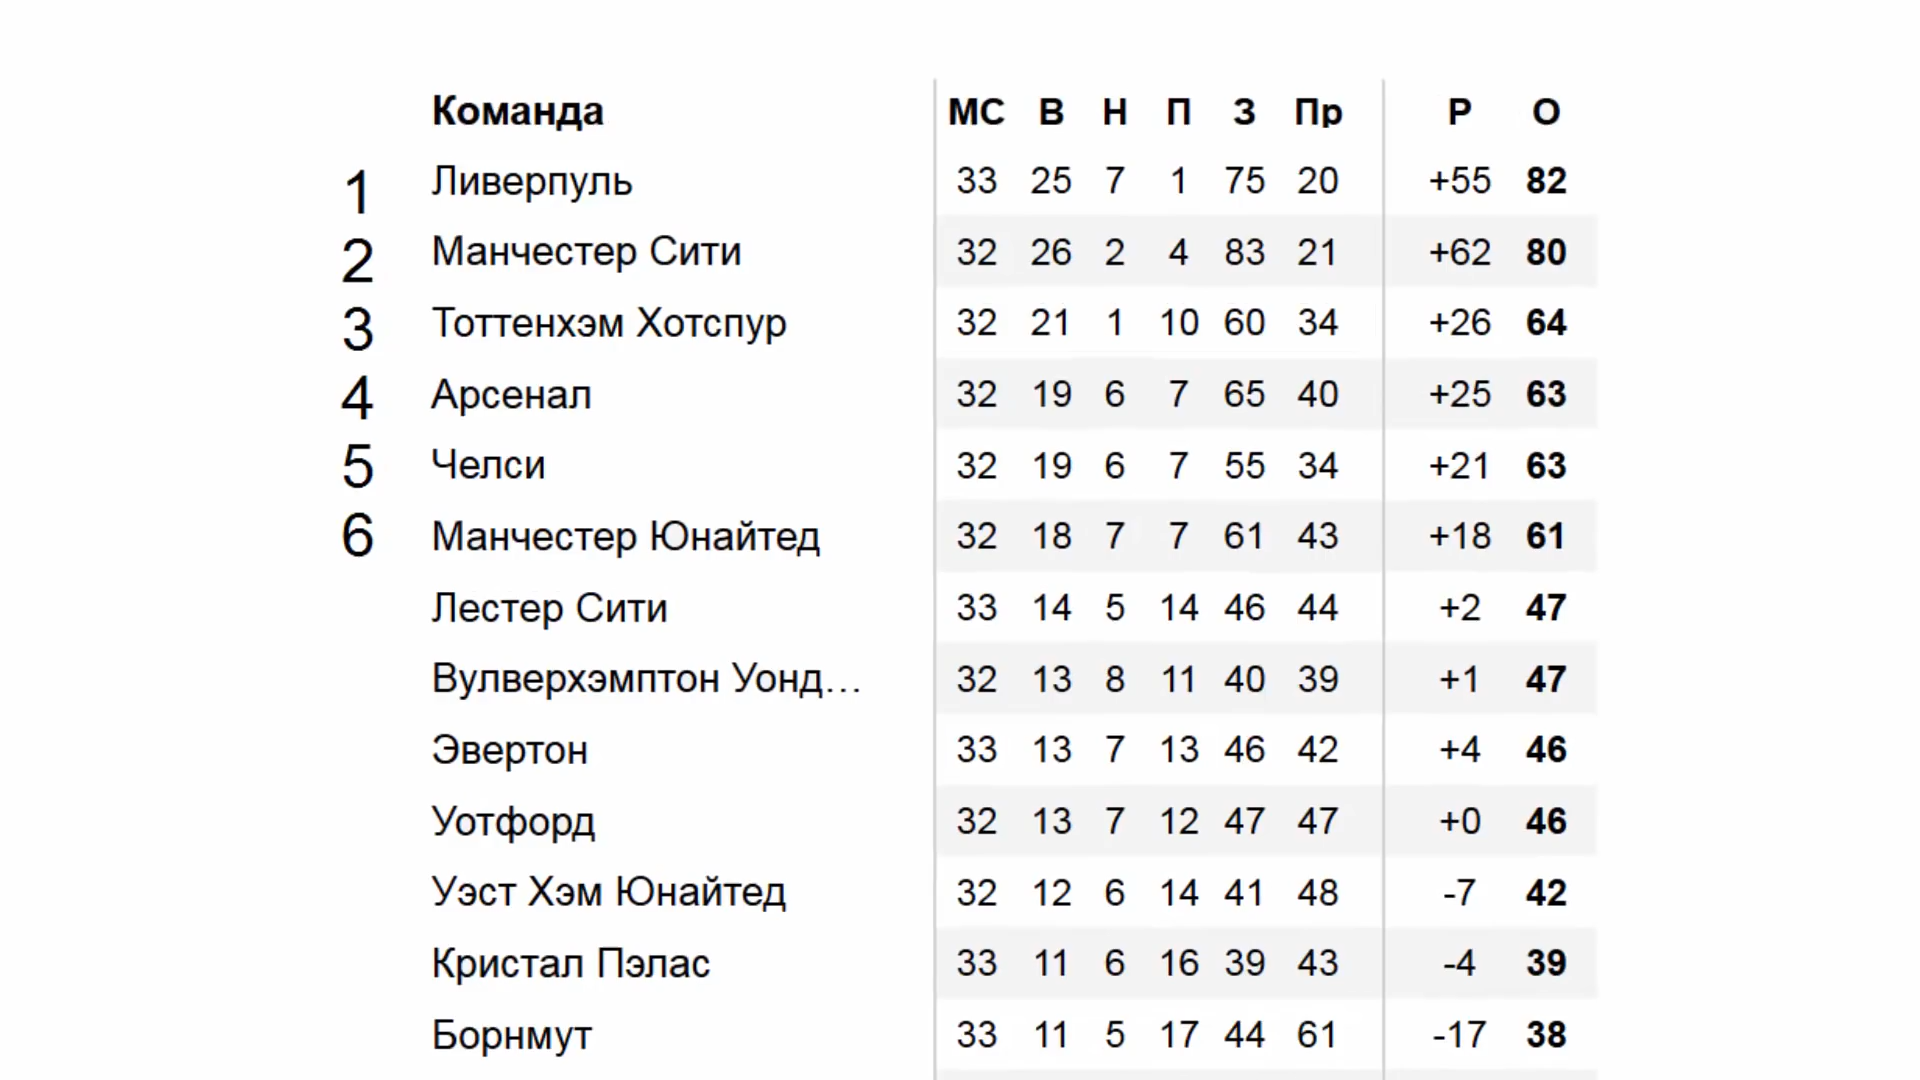 Команда МС В Н П З Пр Р О
1 Ливерпуль 33 25 7 1 75 20 +55 82
2 Манчестер Сити 32 26 2 4 83 21 +62 80
3 Тоттенхэм Хотспур 32 21 1 10 60 34 +26 64
4 Арсенал 32 19 6 7 65 40 +25 63
5 Челси 32 19 6 7 55 34 +21 63
6 Манчестер Юнайтед 32 18 7 7 61 43 +18 61
Лестер Сити 33 14 5 14 46 44 +2 47
Вулверхэмптон Уонд... 32 13 8 11 40 39 +1 47
Эвертон 33 13 7 13 46 42 +4 46
Уотфорд 32 13 7 12 47 47 +0 46
Уэст Хэм Юнайтед 32 12 6 14 41 48 -7 42
Кристал Пэлас 33 11 6 16 39 43 -4 39
Борнмут 33 11 5 17 44 61 -17 38